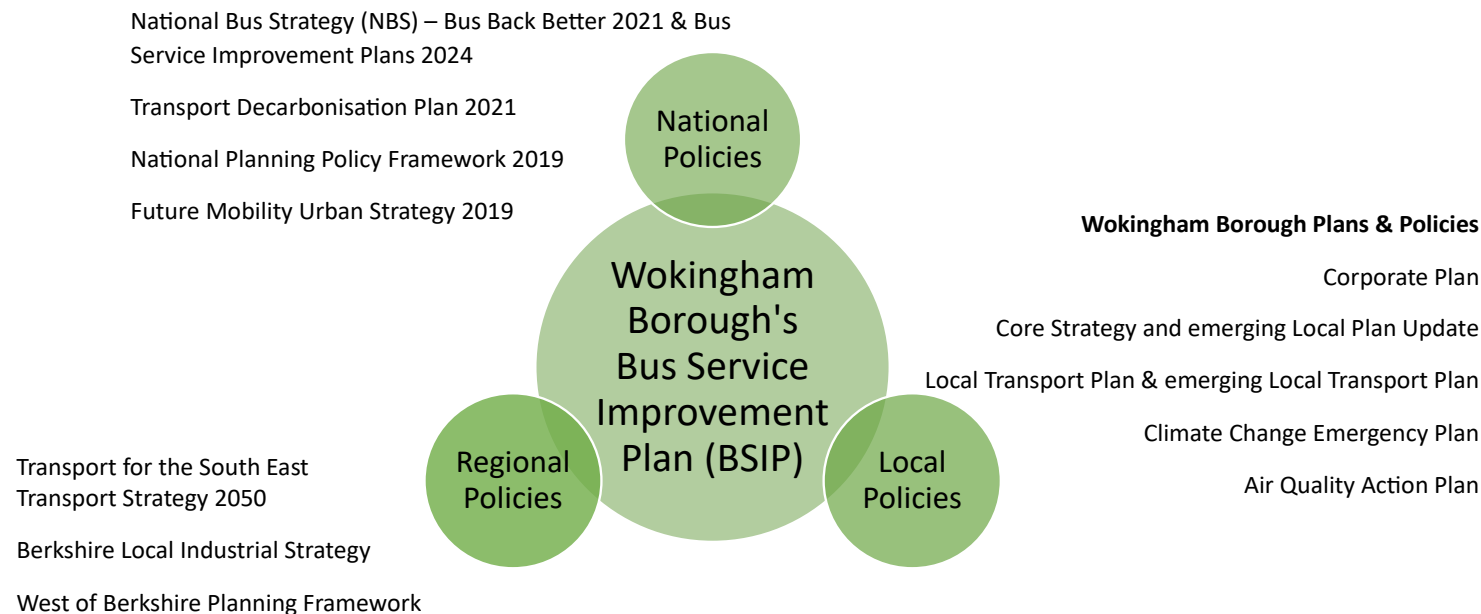 National Bus Strategy (NBS) – Bus Back Better 2021 & Bus
Service Improvement Plans 2024
Transport Decarbonisation Plan 2021
National Planning Policy Framework 2019
Future Mobility Urban Strategy 2019
National
Policies
Wokingham
Borough's
Bus Service
Improvement
Plan (BSIP)
Wokingham Borough Plans & Policies
Corporate Plan
Core Strategy and emerging Local Plan Update
Local Transport Plan & emerging Local Transport Plan
Climate Change Emergency Plan
Air Quality Action Plan
Regional
Policies
Local
Policies
Transport for the South East
Transport Strategy 2050
Berkshire Local Industrial Strategy
West of Berkshire Planning Framework